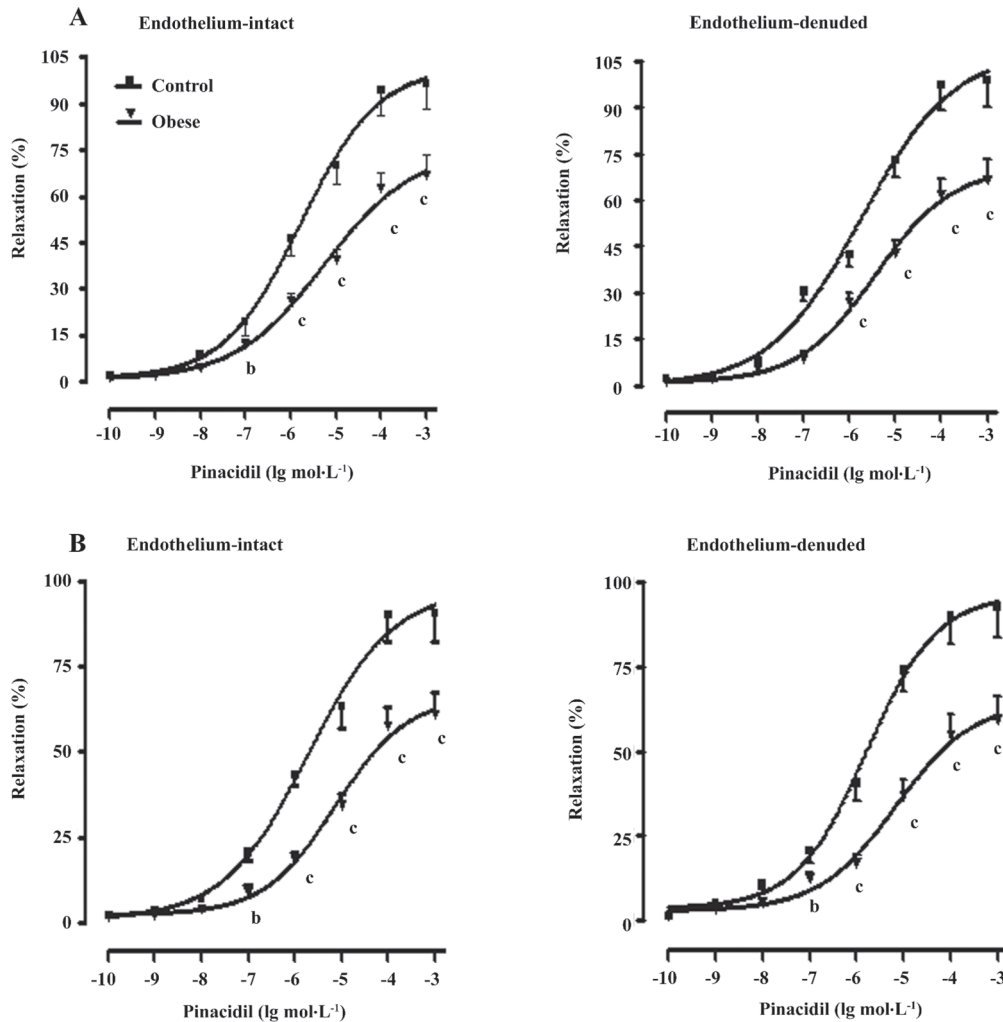 A
Endothelium-intact
105
90
75
60
45
30
15
0
Relaxation (%)
Control
Obese
b
c
c
c
c
-10 -9 -8 -7 -6 -5 -4 -3
Pinacidil (lg mol·L⁻¹)
Endothelium-denuded
105
90
75
60
45
30
15
0
Relaxation (%)
c
c
c
c
-10 -9 -8 -7 -6 -5 -4 -3
Pinacidil (lg mol·L⁻¹)
B
Endothelium-intact
100
75
50
25
0
Relaxation (%)
b
c
c
c
c
-10 -9 -8 -7 -6 -5 -4 -3
Pinacidil (lg mol·L⁻¹)
Endothelium-denuded
100
75
50
25
0
Relaxation (%)
b
c
c
c
c
-10 -9 -8 -7 -6 -5 -4 -3
Pinacidil (lg mol·L⁻¹)